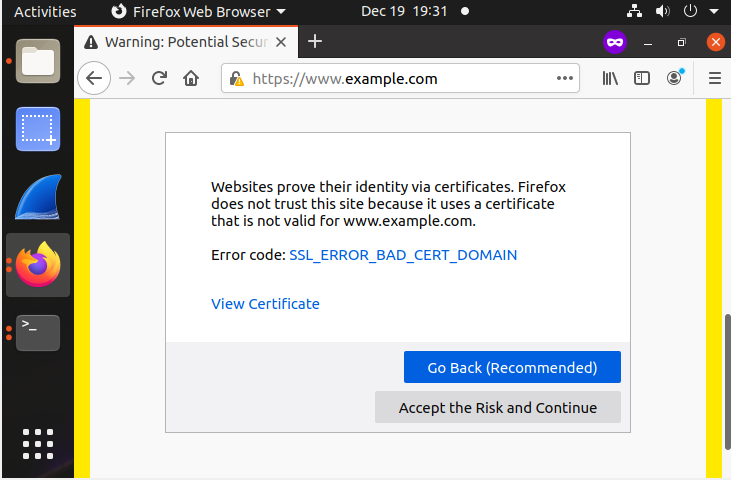 Activities
Firefox Web Browser
Dec 19 19:31
Warning: Potential Secur
https://www.example.com
Websites prove their identity via certificates. Firefox
does not trust this site because it uses a certificate
that is not valid for www.example.com.
Error code: SSL_ERROR_BAD_CERT_DOMAIN
View Certificate
Go Back (Recommended)
Accept the Risk and Continue